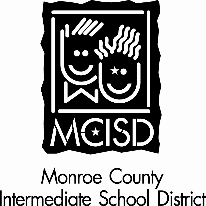 MCISD
Monroe County
Intermediate School District